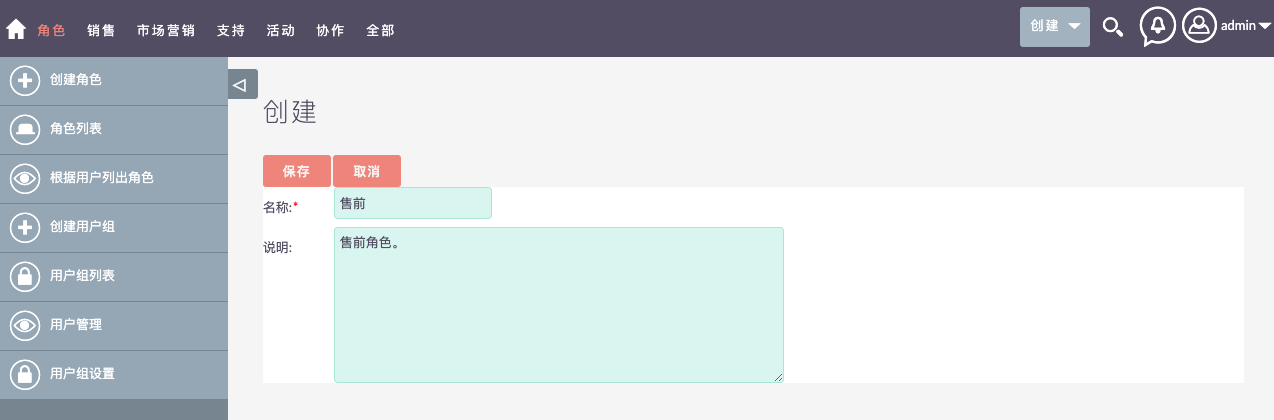 角色 销售 市场营销 支持 活动 协作 全部 创建 admin
创建角色
角色列表
根据用户列出角色
创建用户组
用户组列表
用户管理
用户组设置
创建
保存 取消
名称:* 售前
说明: 售前角色。